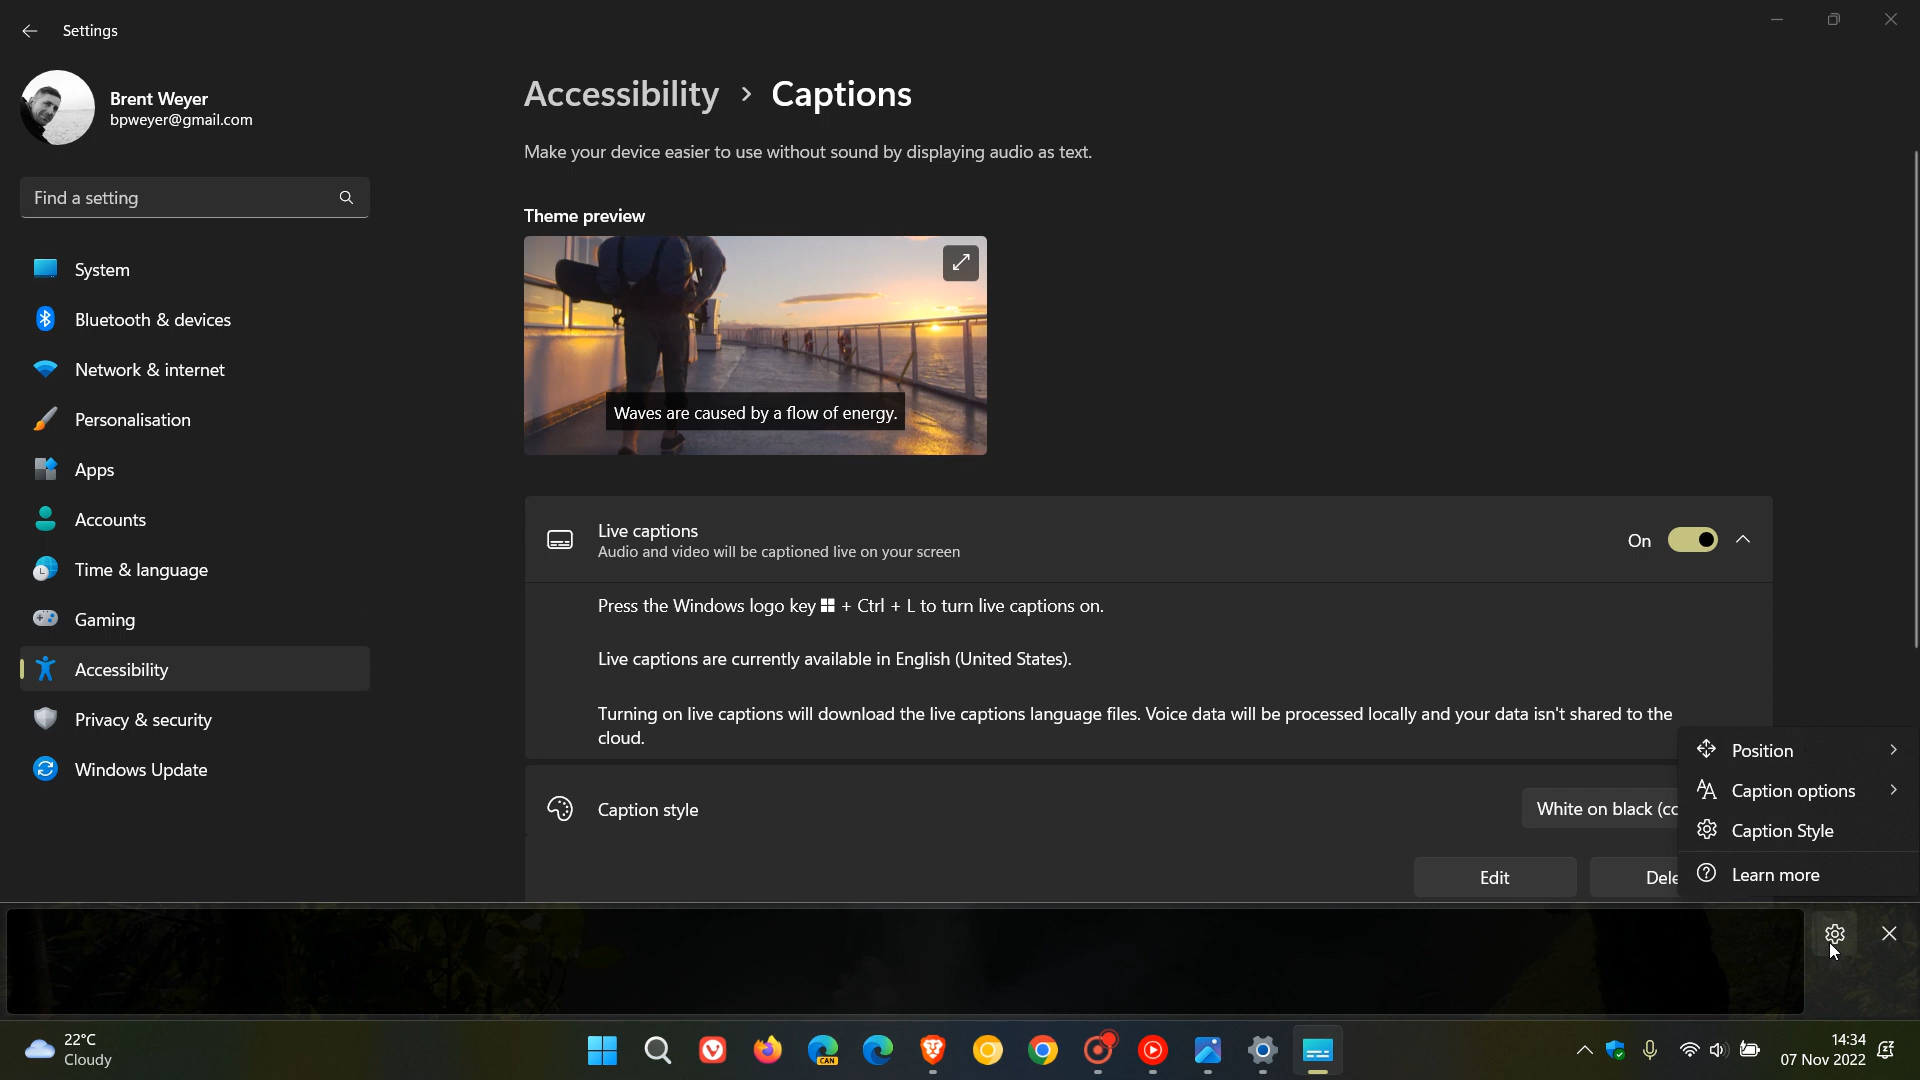 Settings
Brent Weyer
bpweyer@gmail.com
Find a setting
System
Bluetooth & devices
Network & internet
Personalisation
Apps
Accounts
Time & language
Gaming
Accessibility
Privacy & security
Windows Update
Accessibility > Captions
Make your device easier to use without sound by displaying audio as text.
Theme preview
Waves are caused by a flow of energy.
Live captions
Audio and video will be captioned live on your screen
On
Press the Windows logo key + Ctrl + L to turn live captions on.
Live captions are currently available in English (United States).
Turning on live captions will download the live captions language files. Voice data will be processed locally and your data isn't shared to the
cloud.
Caption style
White on black (cc
Edit
Dele
Position
Caption options
Caption Style
Learn more
22°C
Cloudy
CAN
14:34
07 Nov 2022